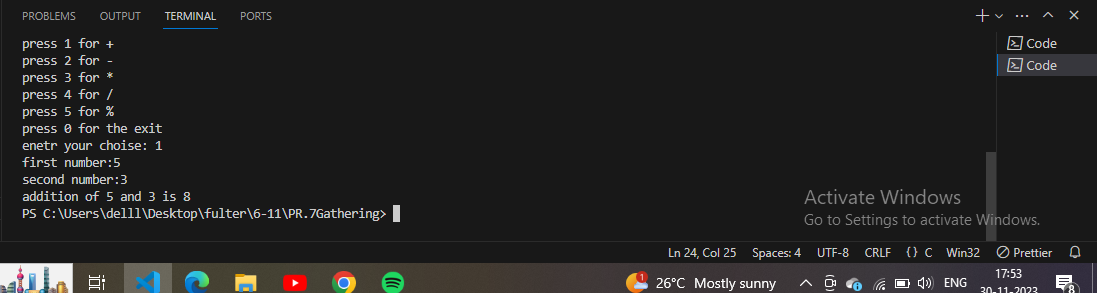 PROBLEMS OUTPUT TERMINAL PORTS
press 1 for +
press 2 for -
press 3 for *
press 4 for /
press 5 for %
press 0 for the exit
enetr your choise: 1
first number:5
second number:3
addition of 5 and 3 is 8
PS C:\Users\delll\Desktop\fulter\6-11\PR.7Gathering>
Code
Code
Activate Windows
Go to Settings to activate Windows.
Ln 24, Col 25 Spaces: 4 UTF-8 CRLF {} C Win32 Prettier
1
26°C Mostly sunny ENG 17:53
30-11-2023
8